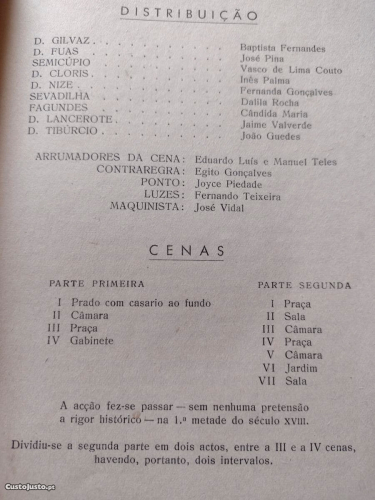 DISTRIBUIÇÃO
D. GILVAZ . . . . . . . . . Baptista Fernandes
D. FUAS . . . . . . . . . José Pina
SEMICÚPIO . . . . . . . . . Vasco de Lima Couto
D. CLORIS . . . . . . . . . Inês Palma
D. NIZE . . . . . . . . . Fernanda Gonçalves
SEVADILHA . . . . . . . . . Dalila Rocha
FAGUNDES . . . . . . . . . Cândida Maria
D. LANCEROTE . . . . . . . . . Jaime Valverde
D. TIBÚRCIO . . . . . . . . . João Guedes
ARRUMADORES DA CENA: Eduardo Luís e Manuel Teles
CONTRAREGRA: Egito Gonçalves
PONTO: Joyce Piedade
LUZES: Fernando Teixeira
MAQUINISTA: José Vidal
CENAS
PARTE PRIMEIRA
I Prado com casario ao fundo
II Câmara
III Praça
IV Gabinete
PARTE SEGUNDA
I Praça
II Sala
III Câmara
IV Praça
V Câmara
VI Jardim
VII Sala
A acção fez-se passar — sem nenhuma pretensão
a rigor histórico — na 1.ª metade do século XVIII.
Dividiu-se a segunda parte em dois actos, entre a III e a IV cenas,
havendo, portanto, dois intervalos.
CustoJusto.pt